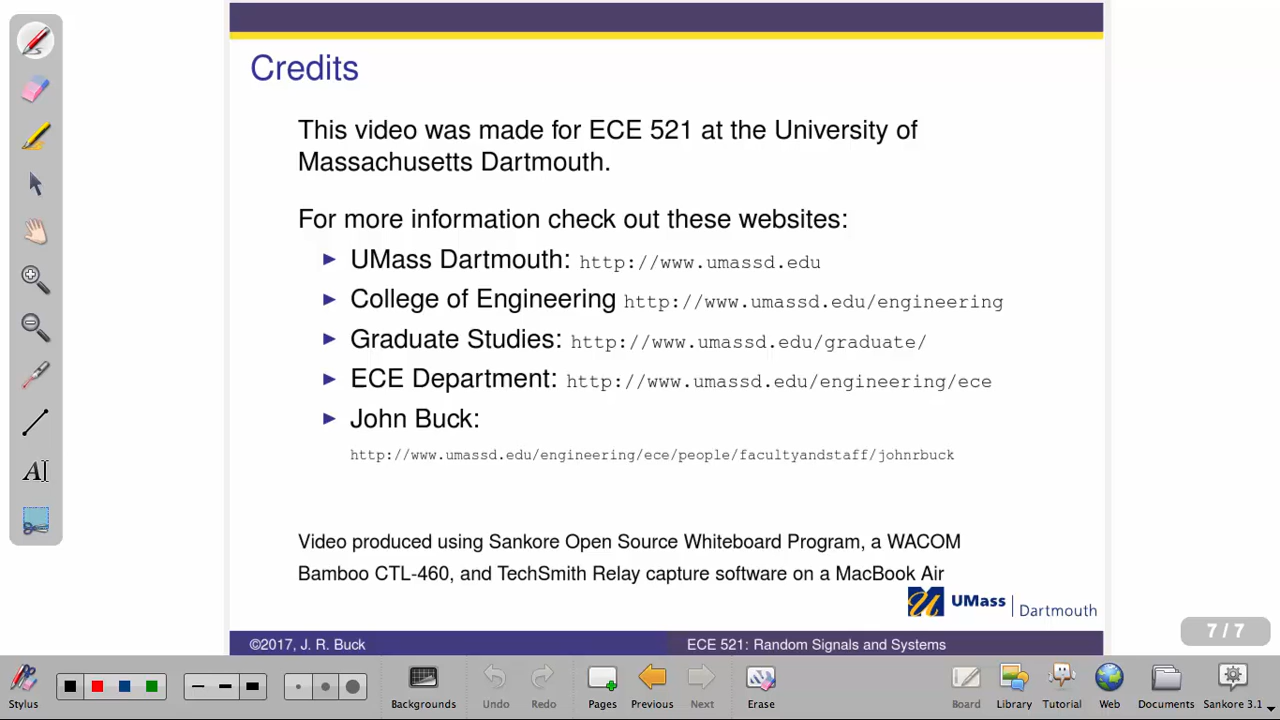 Credits
This video was made for ECE 521 at the University of
Massachusetts Dartmouth.
For more information check out these websites:
UMass Dartmouth: http://www.umassd.edu
College of Engineering http://www.umassd.edu/engineering
Graduate Studies: http://www.umassd.edu/graduate/
ECE Department: http://www.umassd.edu/engineering/ece
John Buck:
http://www.umassd.edu/engineering/ece/people/facultyandstaff/johnrbuck
Video produced using Sankore Open Source Whiteboard Program, a WACOM
Bamboo CTL-460, and TechSmith Relay capture software on a MacBook Air
UMass Dartmouth
©2017, J. R. Buck ECE 521: Random Signals and Systems
7 / 7
Stylus Backgrounds Undo Redo Pages Previous Next Erase Board Library Tutorial Web Documents Sankore 3.1